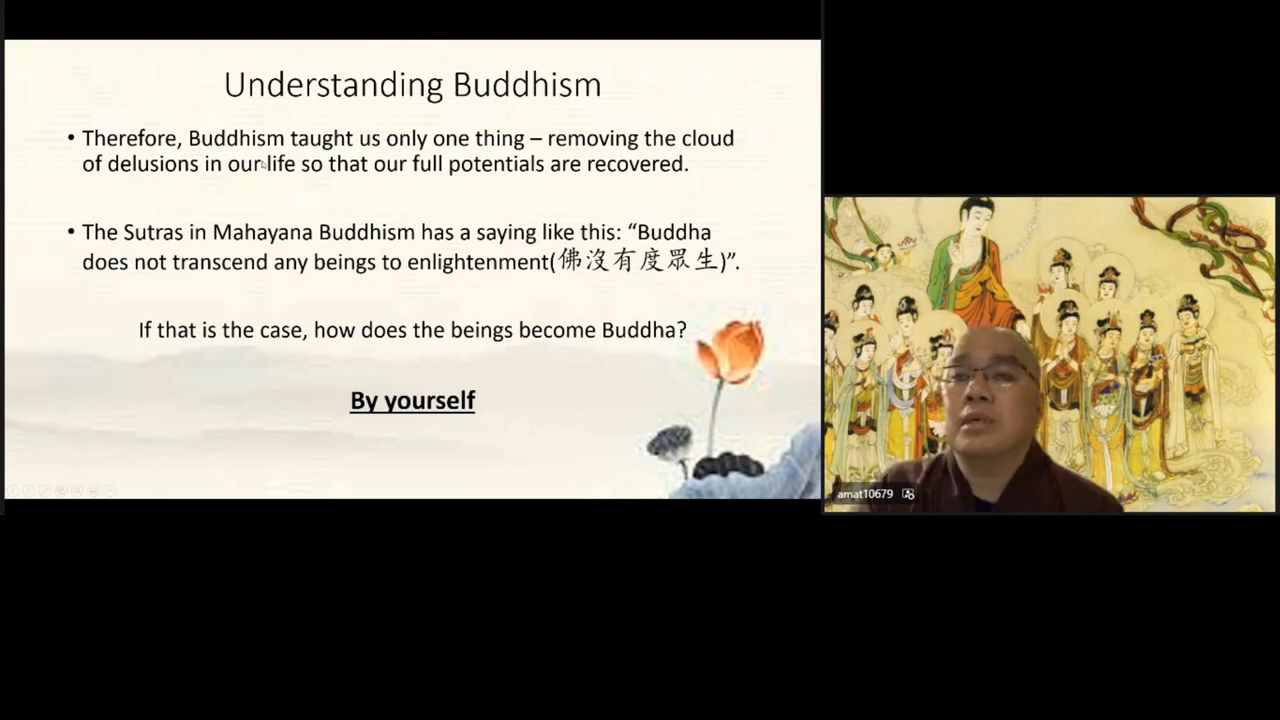 Understanding Buddhism
• Therefore, Buddhism taught us only one thing – removing the cloud
of delusions in our life so that our full potentials are recovered.
• The Sutras in Mahayana Buddhism has a saying like this: “Buddha
does not transcend any beings to enlightenment(佛沒有度眾生)”.
If that is the case, how does the beings become Buddha?
By yourself
amat10679